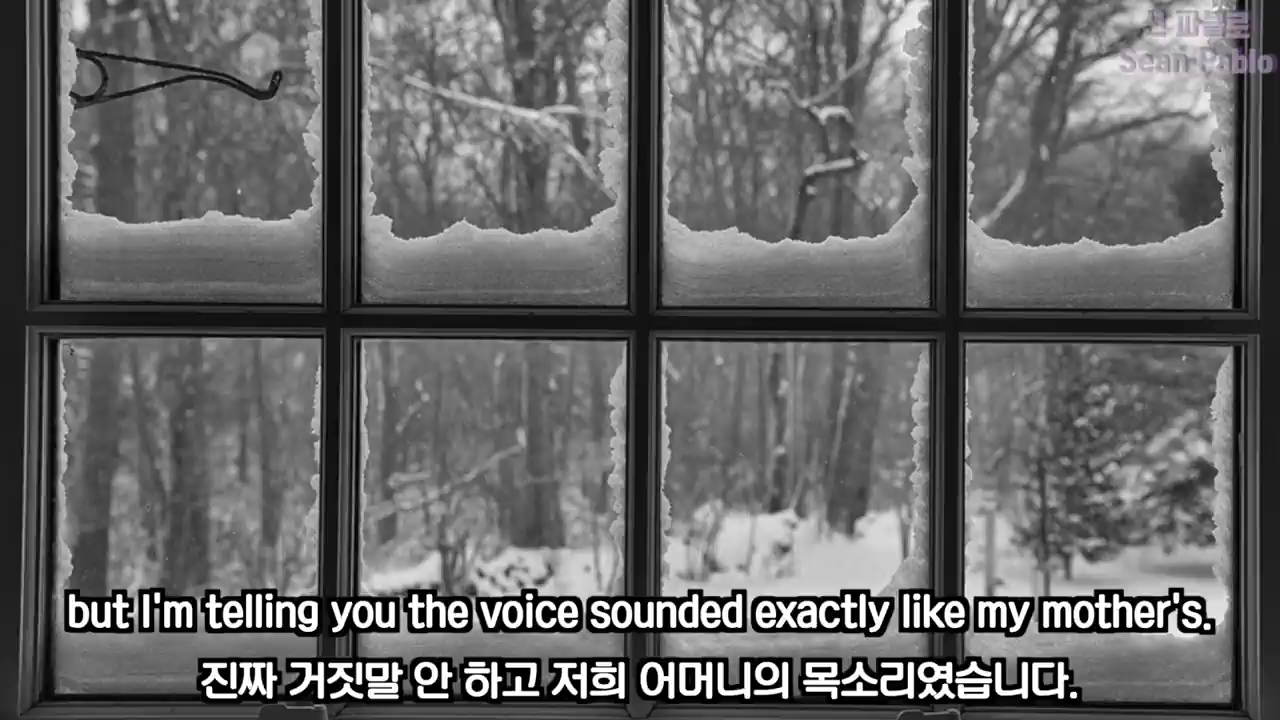 Sean Pablo
but I'm telling you the voice sounded exactly like my mother's.
진짜 거짓말 안 하고 저희 어머니의 목소리였습니다.